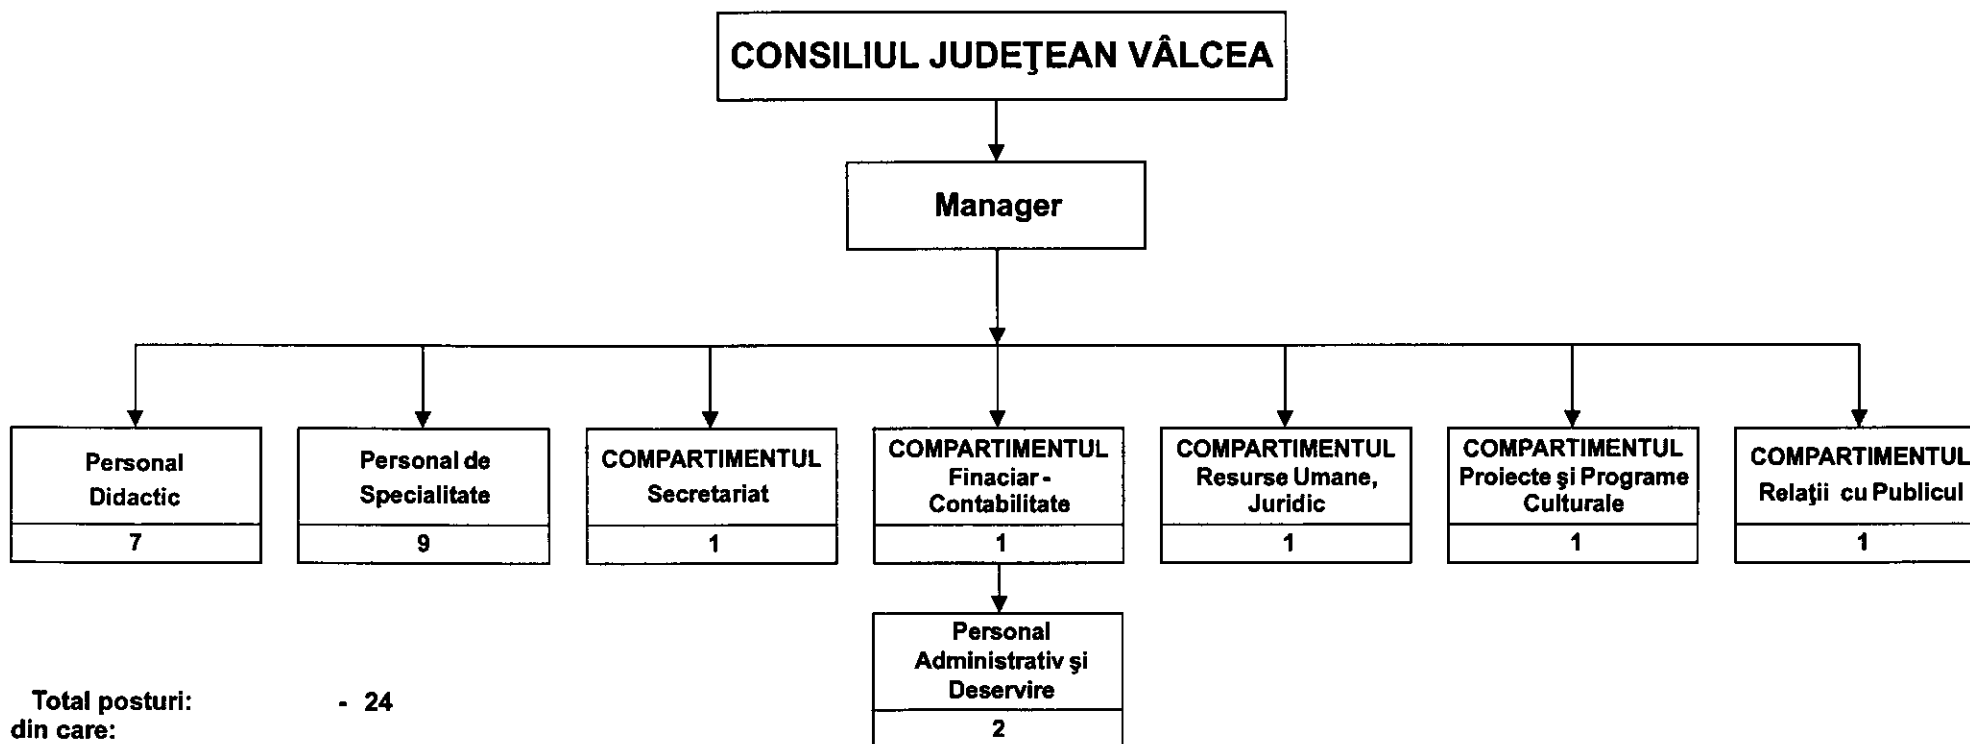 CONSILIUL JUDEŢEAN VÂLCEA
Manager
Personal
Didactic
7
Personal de
Specialitate
9
COMPARTIMENTUL
Secretariat
1
COMPARTIMENTUL
Finaciar -
Contabilitate
1
COMPARTIMENTUL
Resurse Umane,
Juridic
1
COMPARTIMENTUL
Proiecte şi Programe
Culturale
1
COMPARTIMENTUL
Relaţii cu Publicul
1
Personal
Administrativ şi
Deservire
2
Total posturi: - 24
din care: